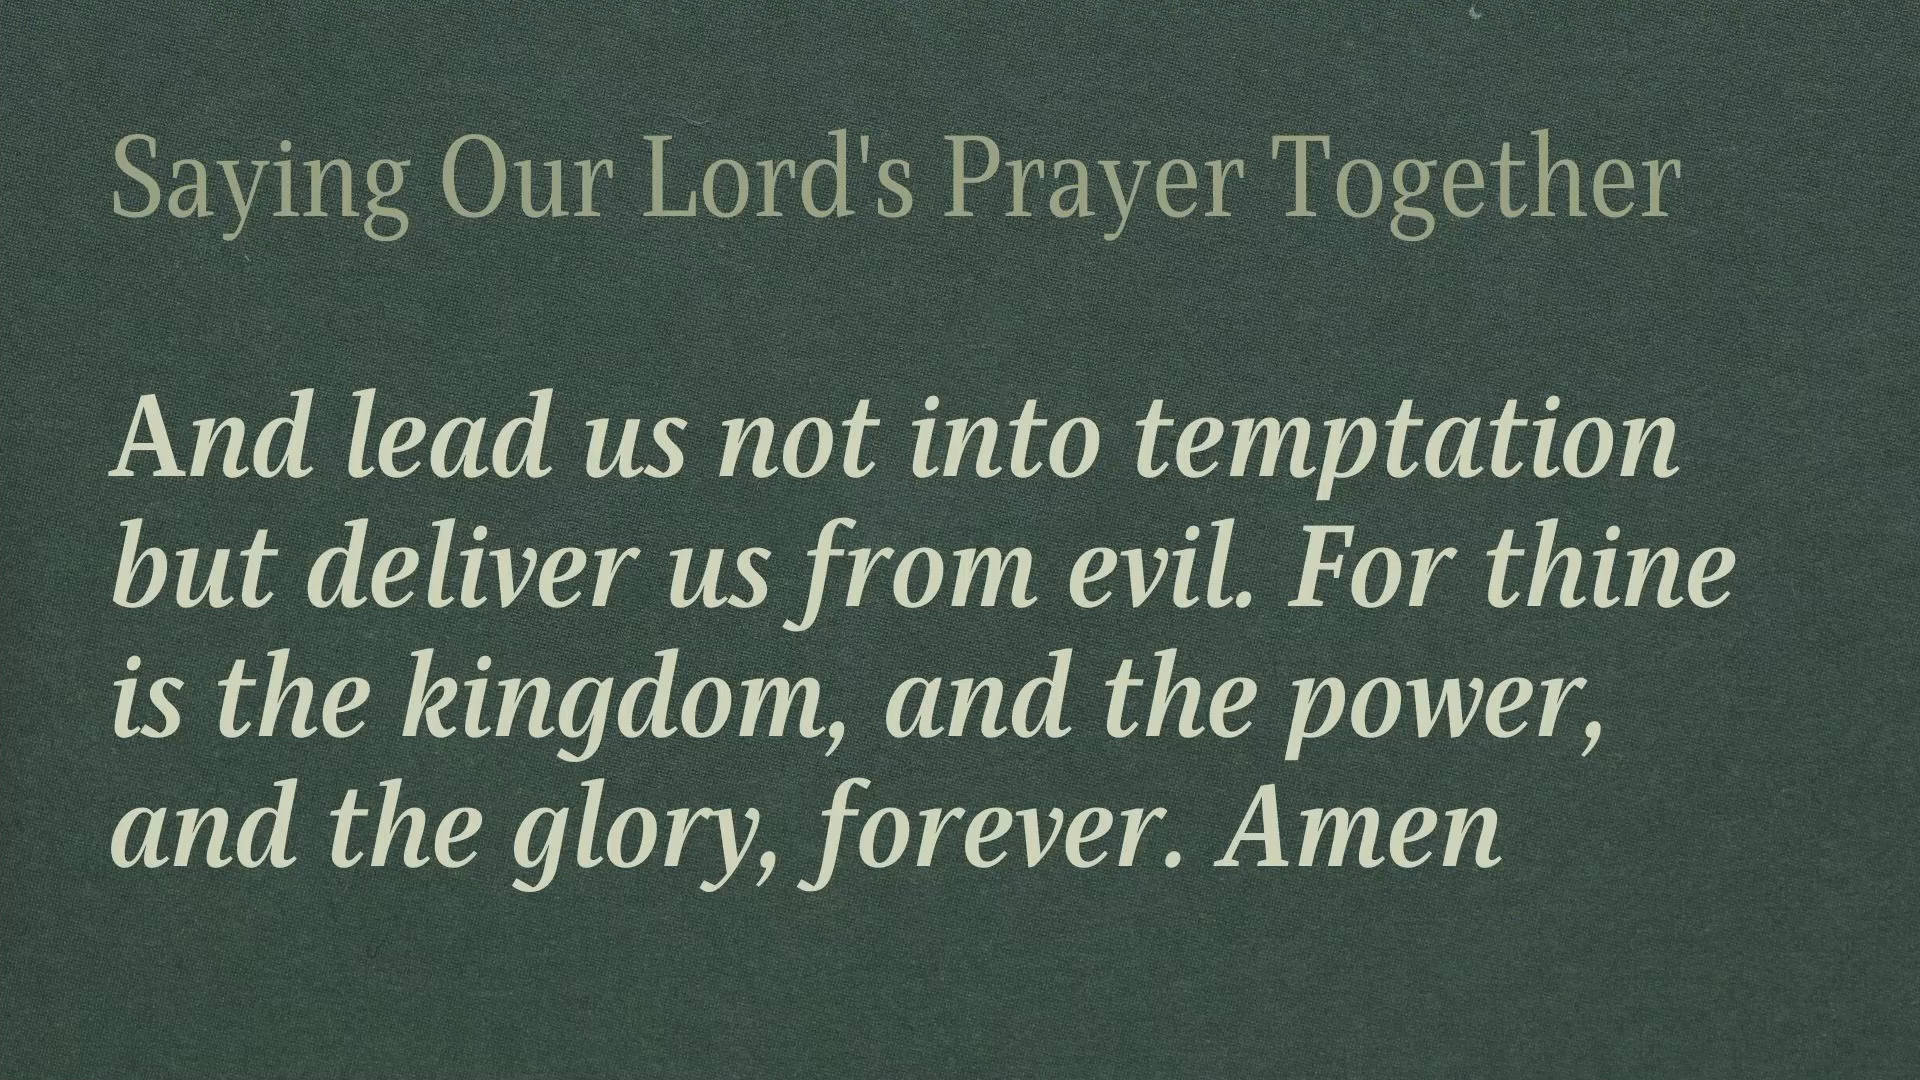 Saying Our Lord's Prayer Together
And lead us not into temptation
but deliver us from evil. For thine
is the kingdom, and the power,
and the glory, forever. Amen